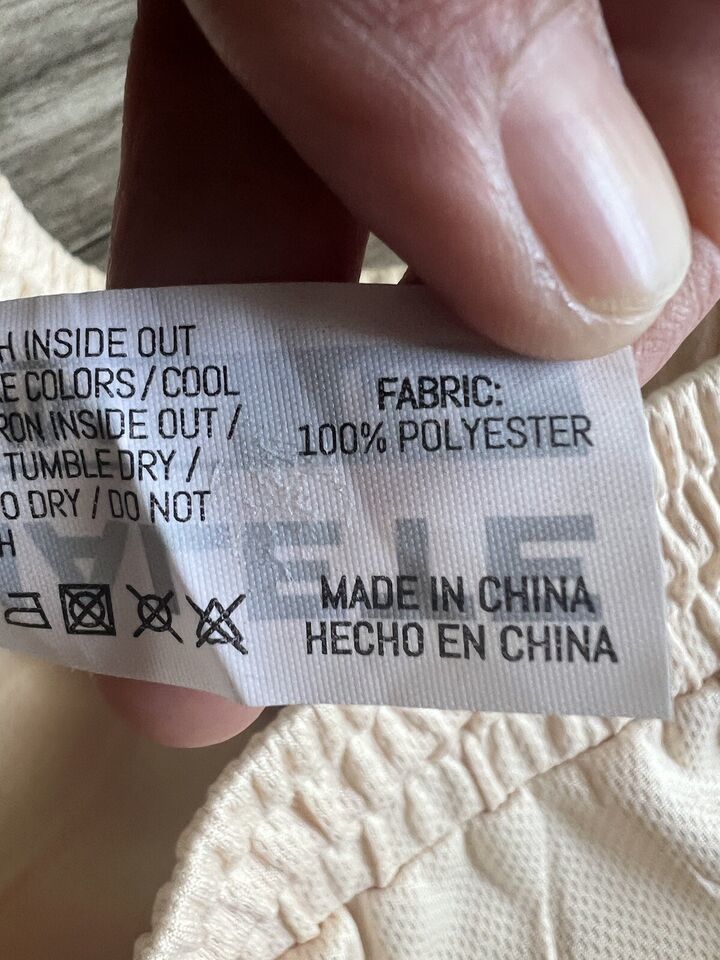 INSIDE OUT
COLORS / COOL
INSIDE OUT /
TUMBLE DRY /
DRY / DO NOT
FABRIC:
100% POLYESTER
MADE IN CHINA
HECHO EN CHINA